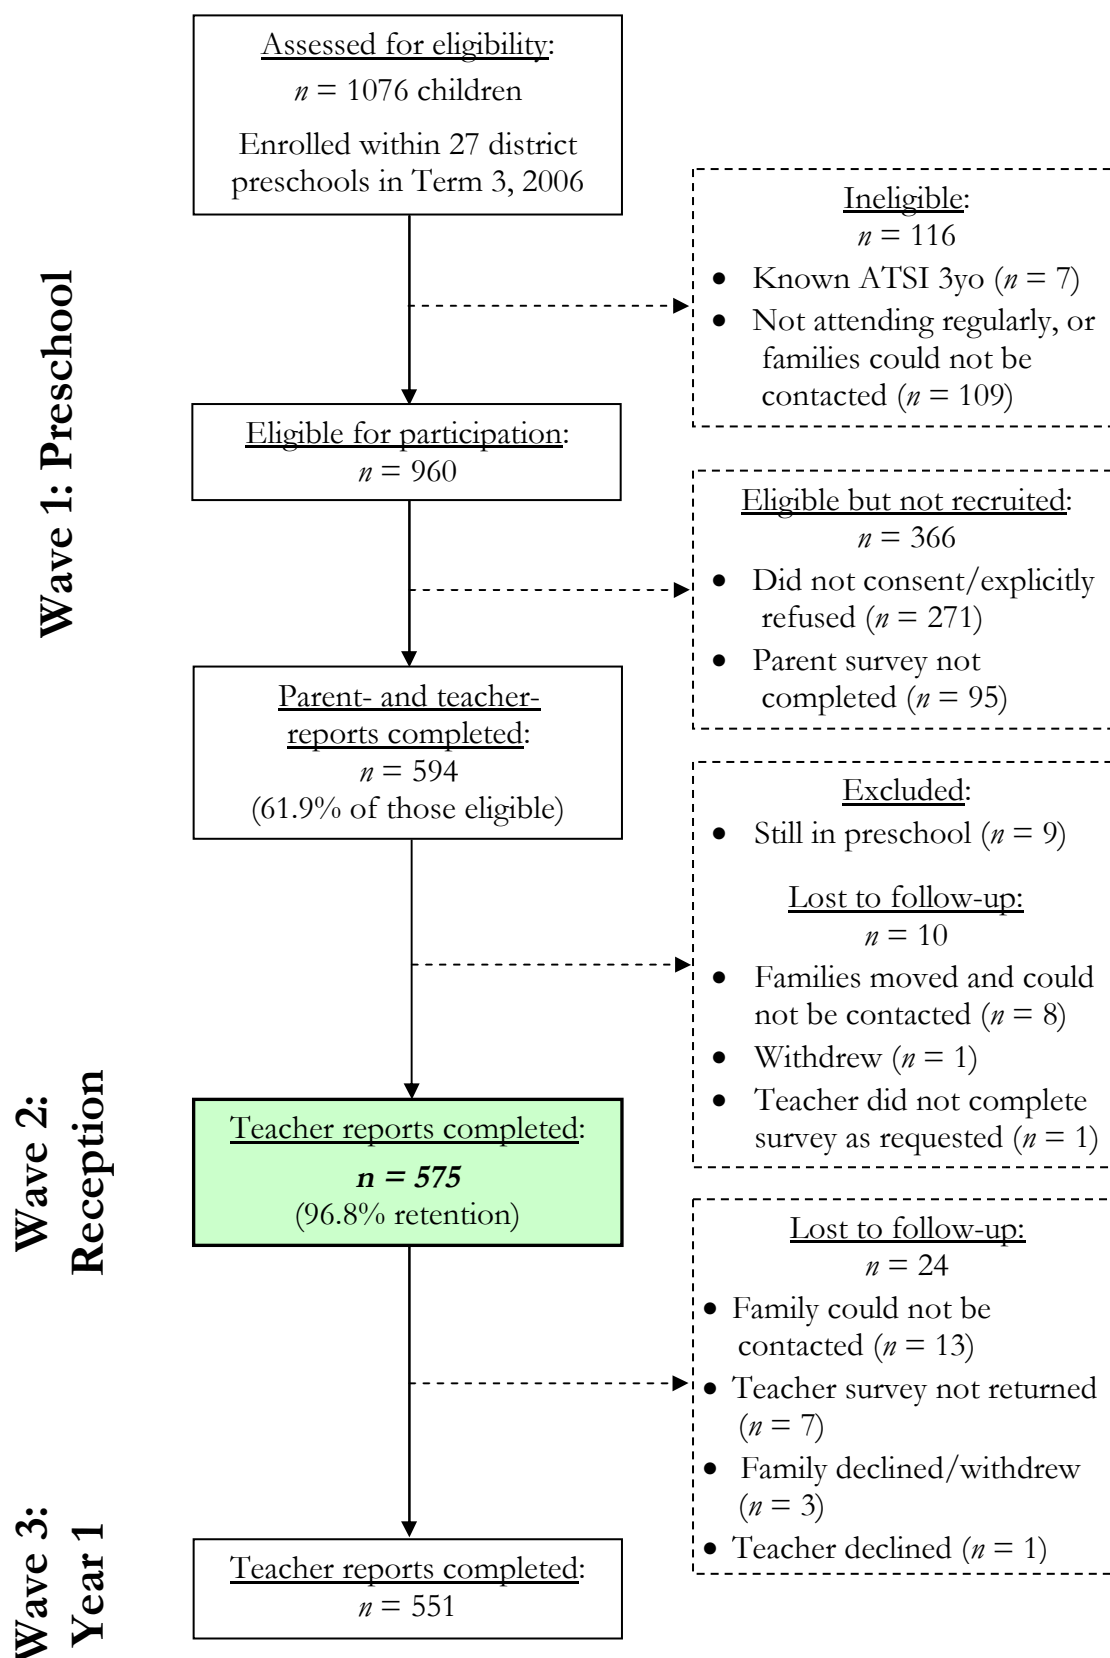 Assessed for eligibility:
n = 1076 children
Enrolled within 27 district
preschools in Term 3, 2006
Ineligible:
n = 116
• Known ATSI 3yo (n = 7)
• Not attending regularly, or
families could not be
contacted (n = 109)
Wave 1: Preschool
Eligible for participation:
n = 960
Eligible but not recruited:
n = 366
• Did not consent/explicitly
refused (n = 271)
• Parent survey not
completed (n = 95)
Parent- and teacher-
reports completed:
n = 594
(61.9% of those eligible)
Excluded:
• Still in preschool (n = 9)
Lost to follow-up:
n = 10
• Families moved and could
not be contacted (n = 8)
• Withdrew (n = 1)
• Teacher did not complete
survey as requested (n = 1)
Wave 2:
Reception
Teacher reports completed:
n = 575
(96.8% retention)
Lost to follow-up:
n = 24
• Family could not be
contacted (n = 13)
• Teacher survey not returned
(n = 7)
• Family declined/withdrew
(n = 3)
• Teacher declined (n = 1)
Wave 3:
Year 1
Teacher reports completed:
n = 551